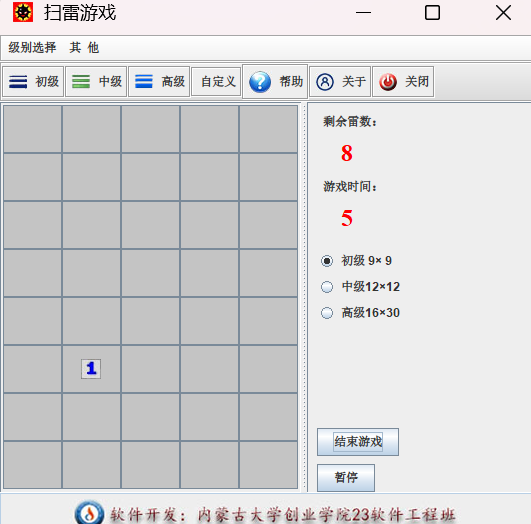 扫雷游戏
级别选择 其 他
初级 中级 高级 自定义 帮助 关于 关闭
剩余雷数：
8
游戏时间：
5
初级 9×9
中级12×12
高级16×30
1
结束游戏
暂停
软件开发：内蒙古大学创业学院23软件工程班